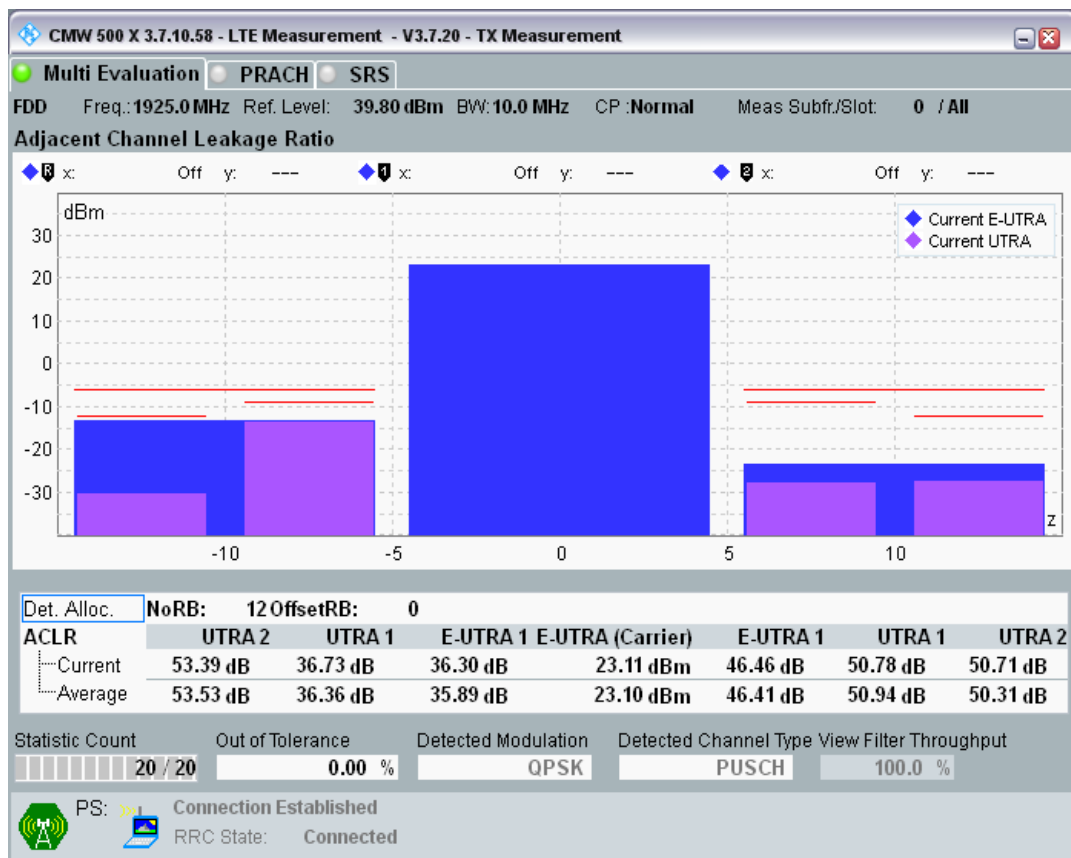 CMW 500 X 3.7.10.58 - LTE Measurement - V3.7.20 - TX Measurement
Multi Evaluation PRACH SRS
FDD Freq.: 1925.0 MHz Ref. Level: 39.80 dBm BW: 10.0 MHz CP :Normal Meas Subfr./Slot: 0 / All
Adjacent Channel Leakage Ratio
R x: Off y: --- 1 x: Off y: --- 2 x: Off y: ---
dBm
Current E-UTRA
Current UTRA
30
20
10
0
-10
-20
-30
z
-10 -5 0 5 10
Det. Alloc. NoRB: 12 OffsetRB: 0
ACLR UTRA 2 UTRA 1 E-UTRA 1 E-UTRA (Carrier) E-UTRA 1 UTRA 1 UTRA 2
Current 53.39 dB 36.73 dB 36.30 dB 23.11 dBm 46.46 dB 50.78 dB 50.71 dB
Average 53.53 dB 36.36 dB 35.89 dB 23.10 dBm 46.41 dB 50.94 dB 50.31 dB
Statistic Count Out of Tolerance Detected Modulation Detected Channel Type View Filter Throughput
20 / 20 0.00 % QPSK PUSCH 100.0 %
PS: Connection Established
RRC State: Connected